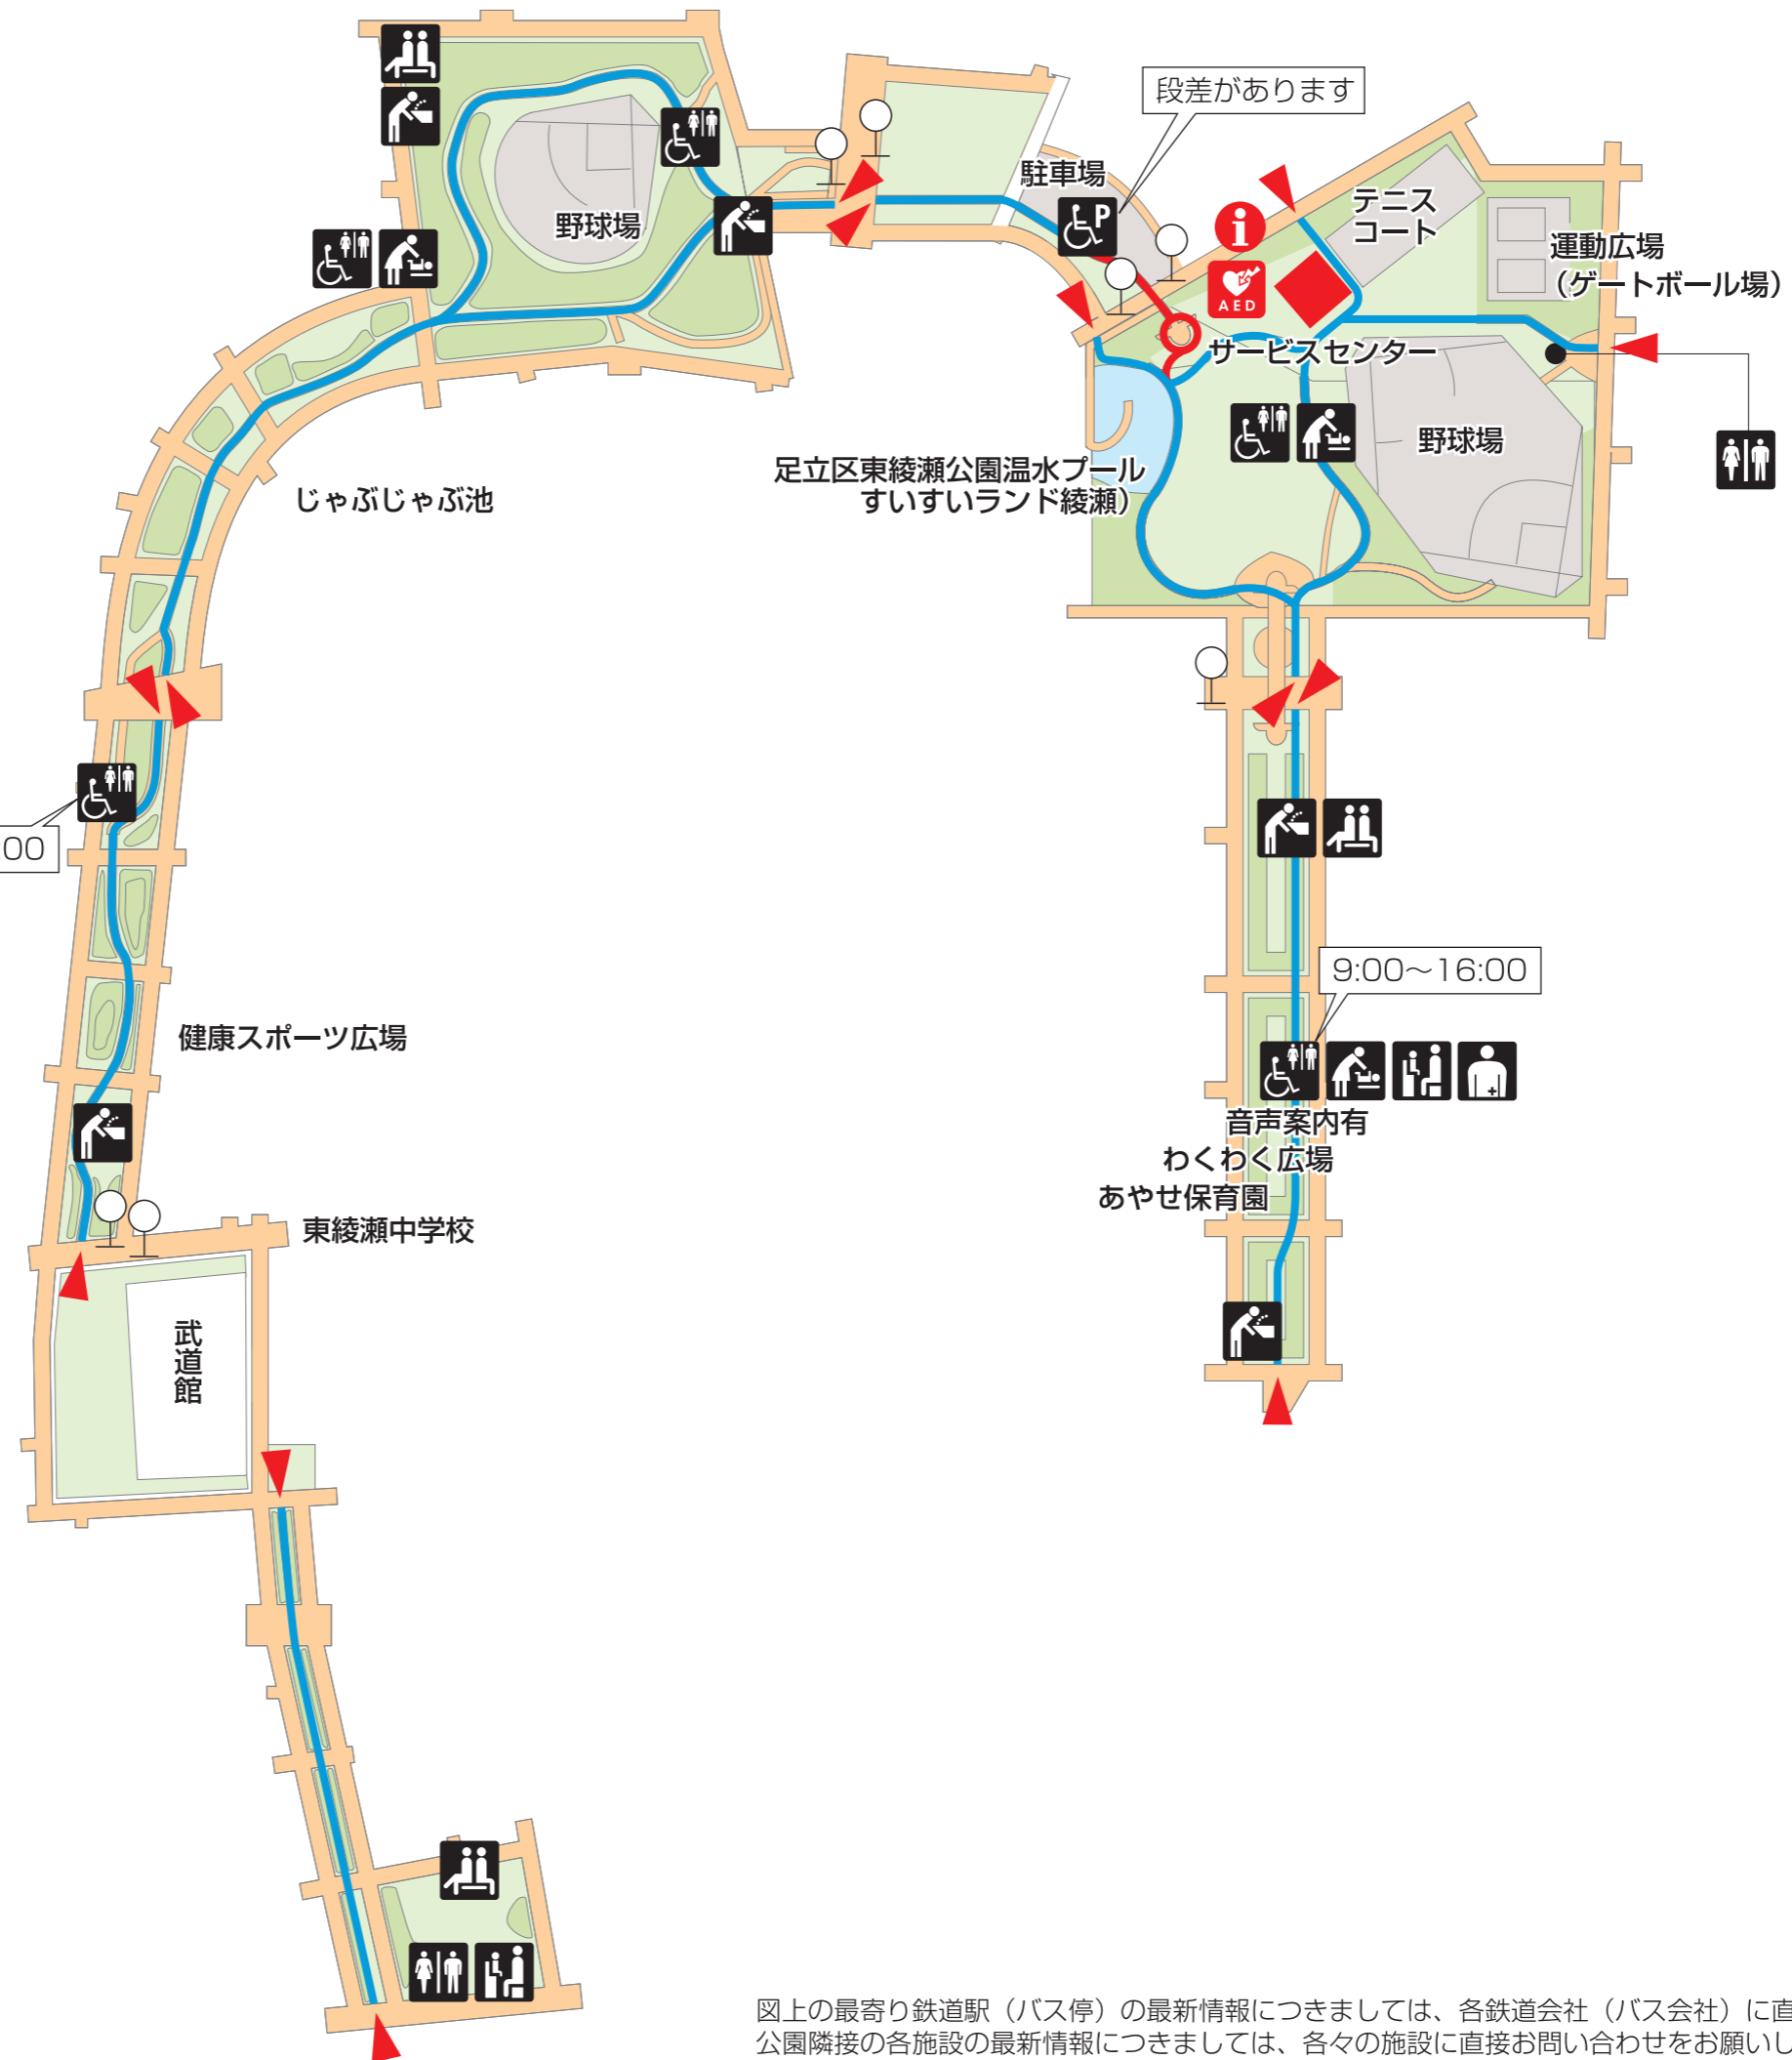 段差があります
駐車場
P
i
AED
テニス
コート
運動広場
（ゲートボール場）
野球場
サービスセンター
野球場
足立区東綾瀬公園温水プール
すいすいランド綾瀬）
じゃぶじゃぶ池
00
9:00～16:00
健康スポーツ広場
音声案内有
わくわく広場
あやせ保育園
東綾瀬中学校
武道館
図上の最寄り鉄道駅（バス停）の最新情報につきましては、各鉄道会社（バス会社）に直
公園隣接の各施設の最新情報につきましては、各々の施設に直接お問い合わせをお願いし